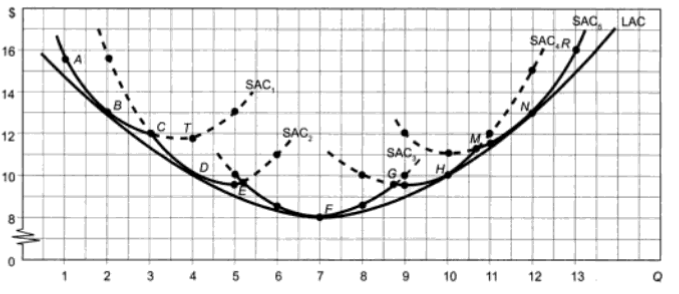 $
SAC₅ LAC
16 A SAC₄ R
14 SAC₁
B N
12 C T SAC₂ M
10 D E SAC₃ G H
8 F
0
1 2 3 4 5 6 7 8 9 10 11 12 13 Q